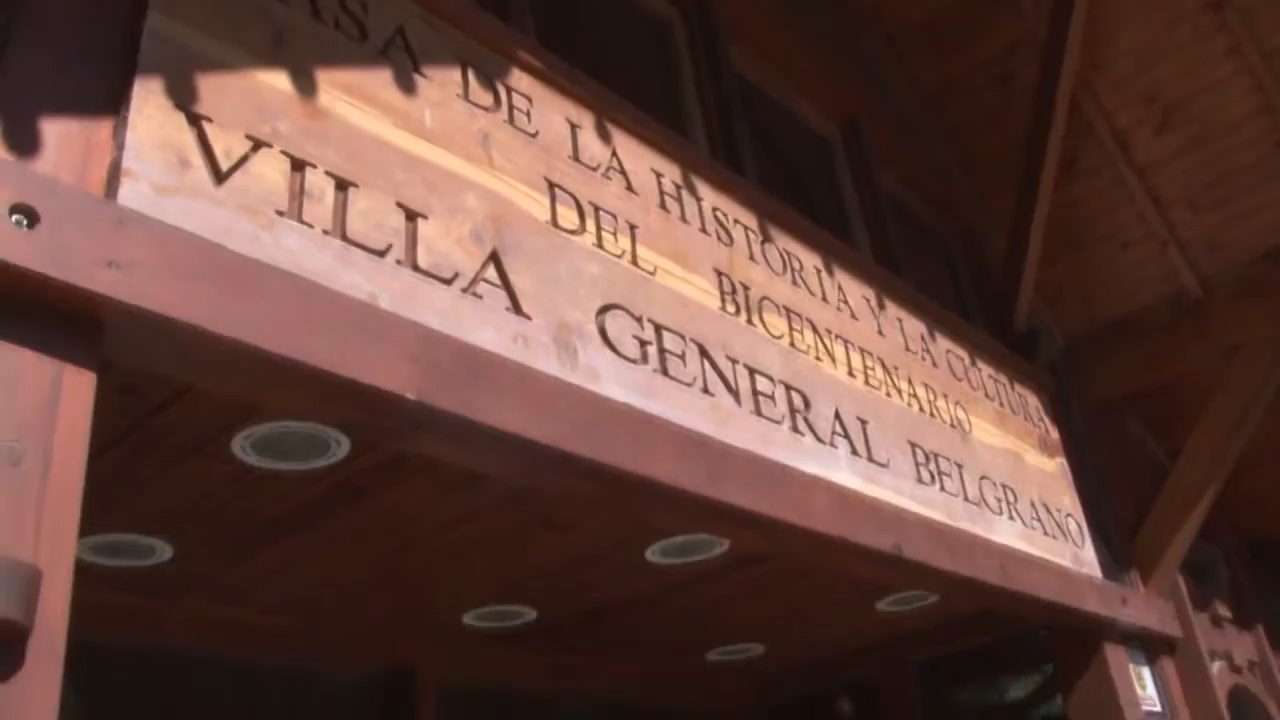 ASA DE LA HISTORIA Y LA CULTURA
DEL BICENTENARIO
VILLA GENERAL BELGRANO